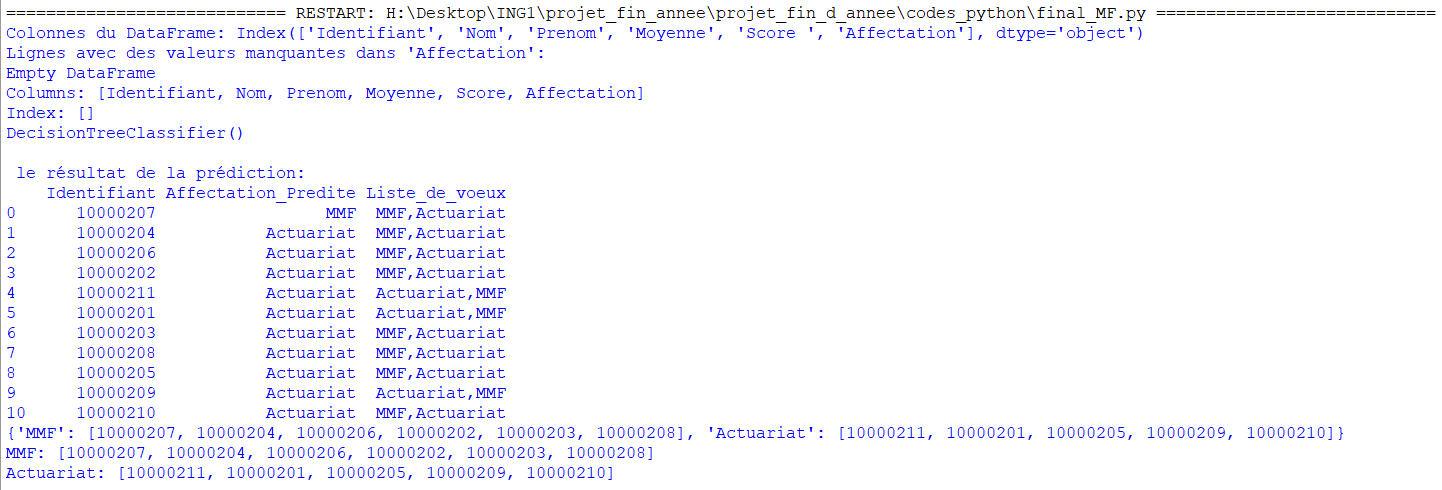 ============================ RESTART: H:\Desktop\ING1\projet_fin_annee\projet_fin_d_annee\codes_python\final_MF.py ============================
Colonnes du DataFrame: Index(['Identifiant', 'Nom', 'Prenom', 'Moyenne', 'Score ', 'Affectation'], dtype='object')
Lignes avec des valeurs manquantes dans 'Affectation':
Empty DataFrame
Columns: [Identifiant, Nom, Prenom, Moyenne, Score, Affectation]
Index: []
DecisionTreeClassifier()
le résultat de la prédiction:
Identifiant Affectation_Predite Liste_de_voeux
0 10000207 MMF MMF,Actuariat
1 10000204 Actuariat MMF,Actuariat
2 10000206 Actuariat MMF,Actuariat
3 10000202 Actuariat MMF,Actuariat
4 10000211 Actuariat Actuariat,MMF
5 10000201 Actuariat Actuariat,MMF
6 10000203 Actuariat MMF,Actuariat
7 10000208 Actuariat MMF,Actuariat
8 10000205 Actuariat MMF,Actuariat
9 10000209 Actuariat Actuariat,MMF
10 10000210 Actuariat MMF,Actuariat
{'MMF': [10000207, 10000204, 10000206, 10000202, 10000203, 10000208], 'Actuariat': [10000211, 10000201, 10000205, 10000209, 10000210]}
MMF: [10000207, 10000204, 10000206, 10000202, 10000203, 10000208]
Actuariat: [10000211, 10000201, 10000205, 10000209, 10000210]